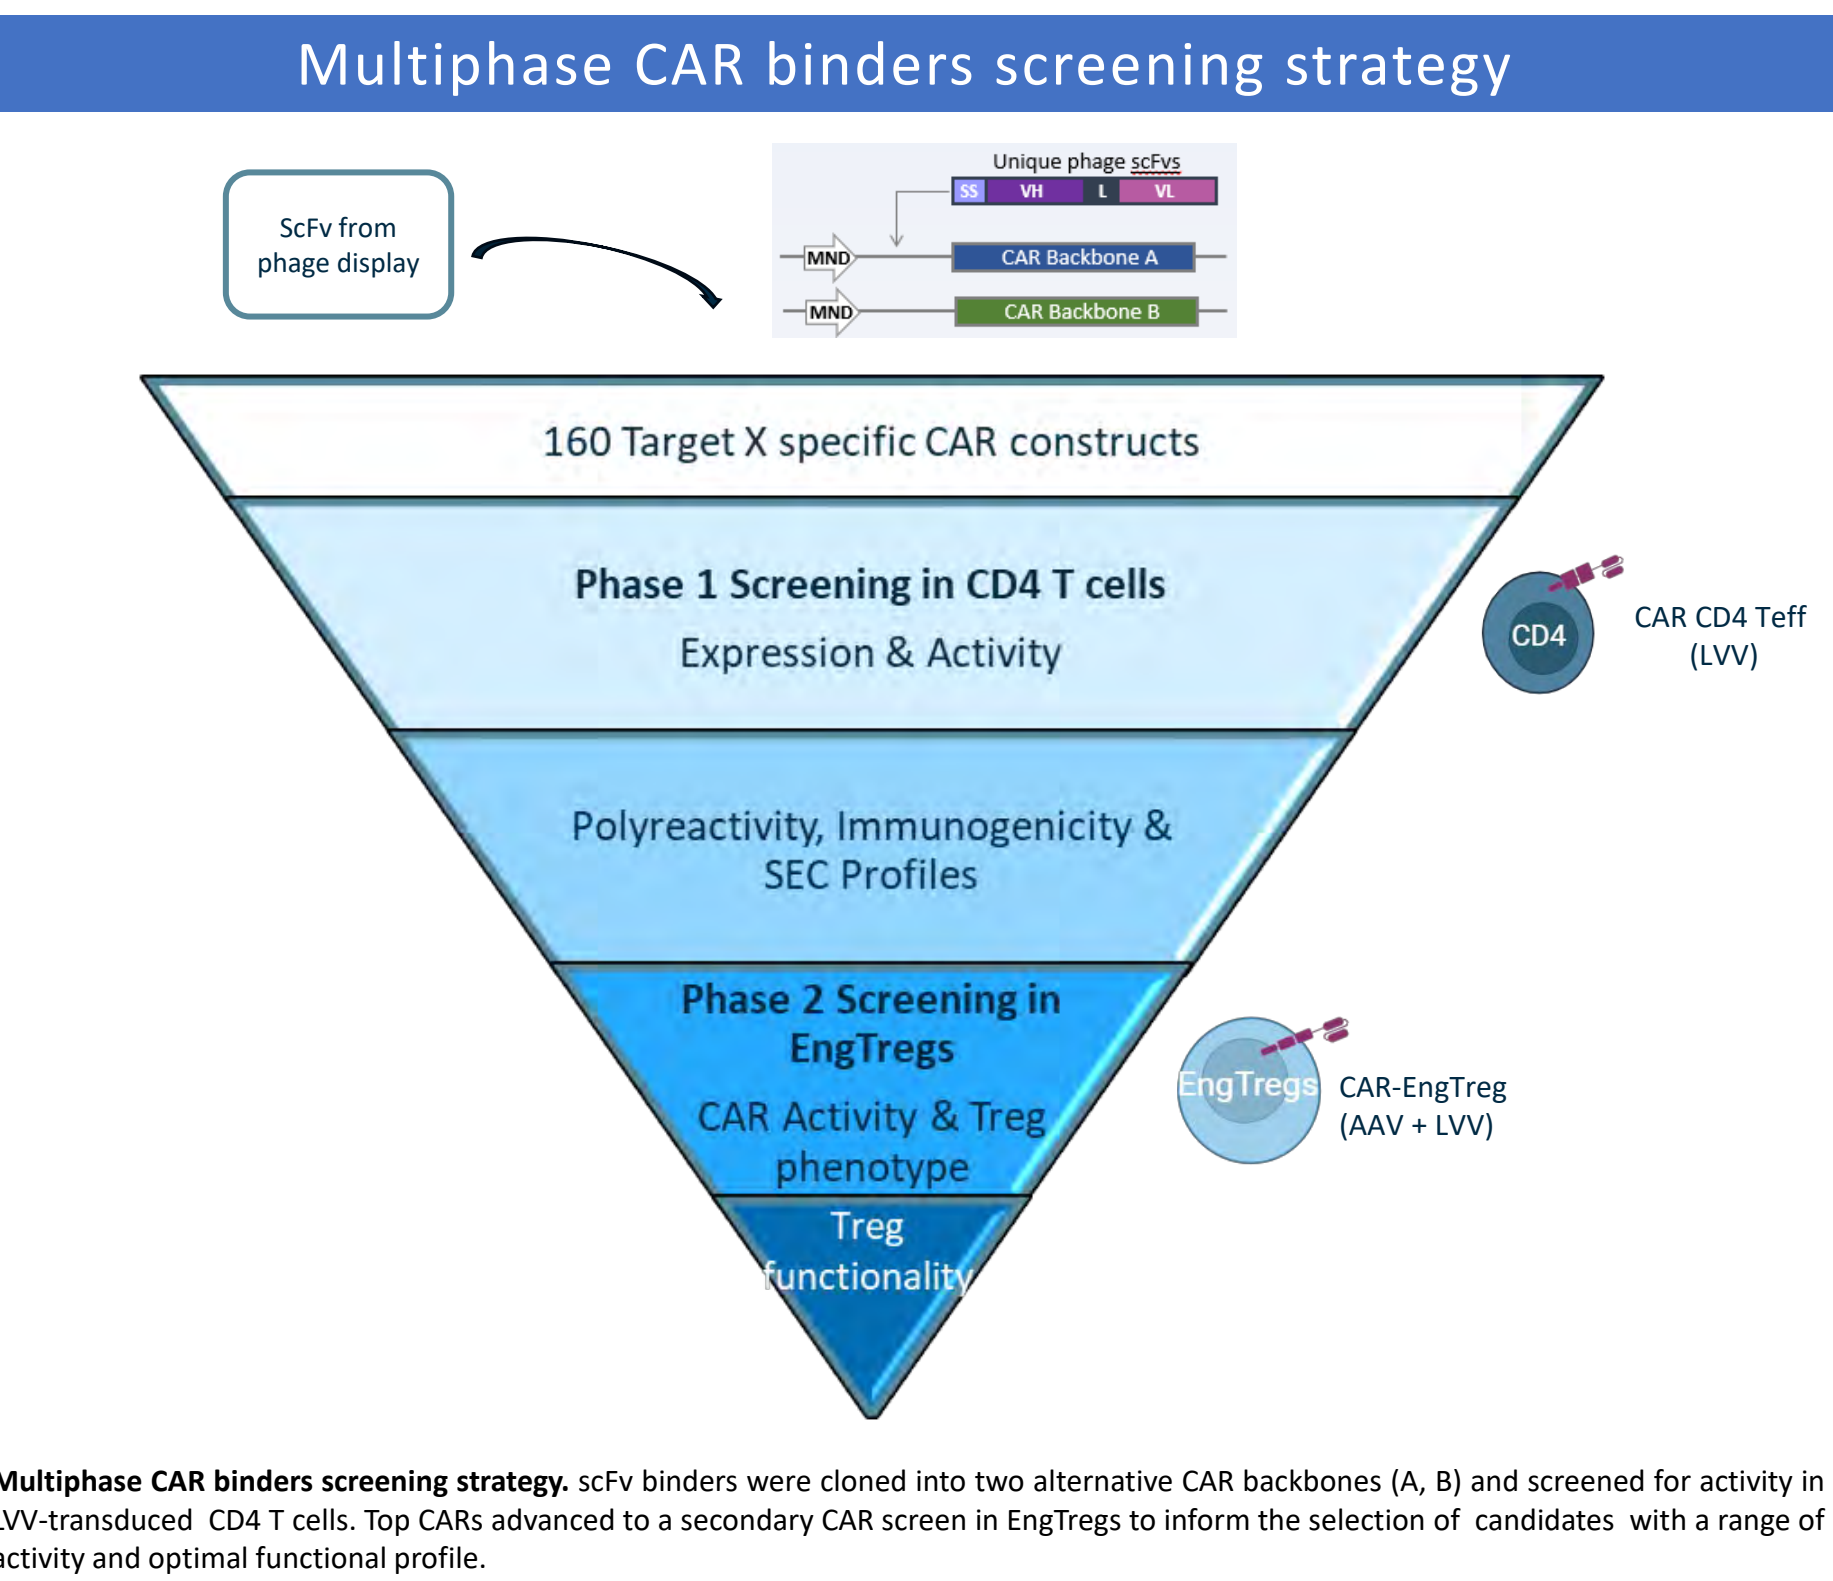 Multiphase CAR binders screening strategy
ScFv from
phage display
Unique phage scFvs
SS VH L VL
MND CAR Backbone A
MND CAR Backbone B
160 Target X specific CAR constructs
Phase 1 Screening in CD4 T cells
Expression & Activity
CD4
CAR CD4 Teff
(LVV)
Polyreactivity, Immunogenicity &
SEC Profiles
Phase 2 Screening in
EngTregs
CAR Activity & Treg
phenotype
EngTregs
CAR-EngTreg
(AAV + LVV)
Treg
functionality
Multiphase CAR binders screening strategy. scFv binders were cloned into two alternative CAR backbones (A, B) and screened for activity in
LVV-transduced CD4 T cells. Top CARs advanced to a secondary CAR screen in EngTregs to inform the selection of candidates with a range of
activity and optimal functional profile.